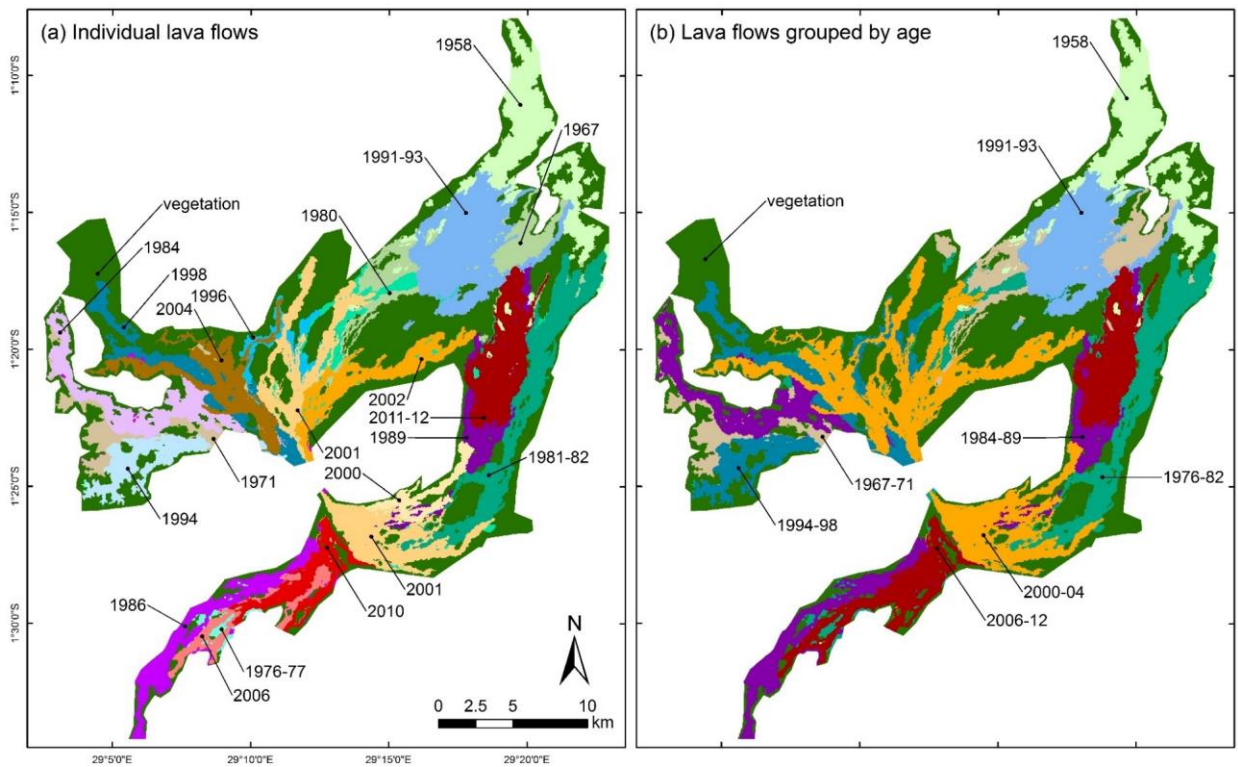 (a) Individual lava flows
(b) Lava flows grouped by age
1958
1967
1991-93
1980
vegetation
1984
1998
1996
2004
2002
2011-12
1989
2001
2000
1981-82
1971
1994
2001
2010
1986
1976-77
2006
N
0 2.5 5 10
km
1°10'0"S
1°15'0"S
1°20'0"S
1°25'0"S
1°30'0"S
29°5'0"E
29°10'0"E
29°15'0"E
29°20'0"E
1958
1991-93
vegetation
1984-89
1967-71
1976-82
1994-98
2000-04
2006-12